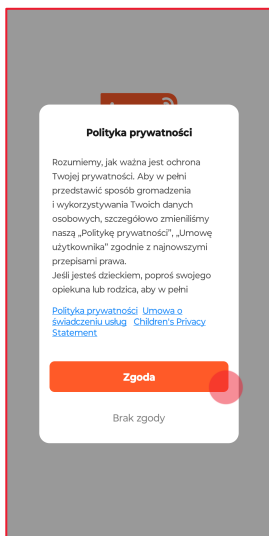 Polityka prywatności
Rozumiemy, jak ważna jest ochrona
Twojej prywatności. Aby w pełni
przedstawić sposób gromadzenia
i wykorzystywania Twoich danych
osobowych, szczegółowo zmieniliśmy
naszą „Politykę prywatności”, „Umowę
użytkownika” zgodnie z najnowszymi
przepisami prawa.
Jeśli jesteś dzieckiem, poproś swojego
opiekuna lub rodzica, aby w pełni
Polityka prywatności Umowa o
świadczeniu usług Children's Privacy
Statement
Zgoda
Brak zgody